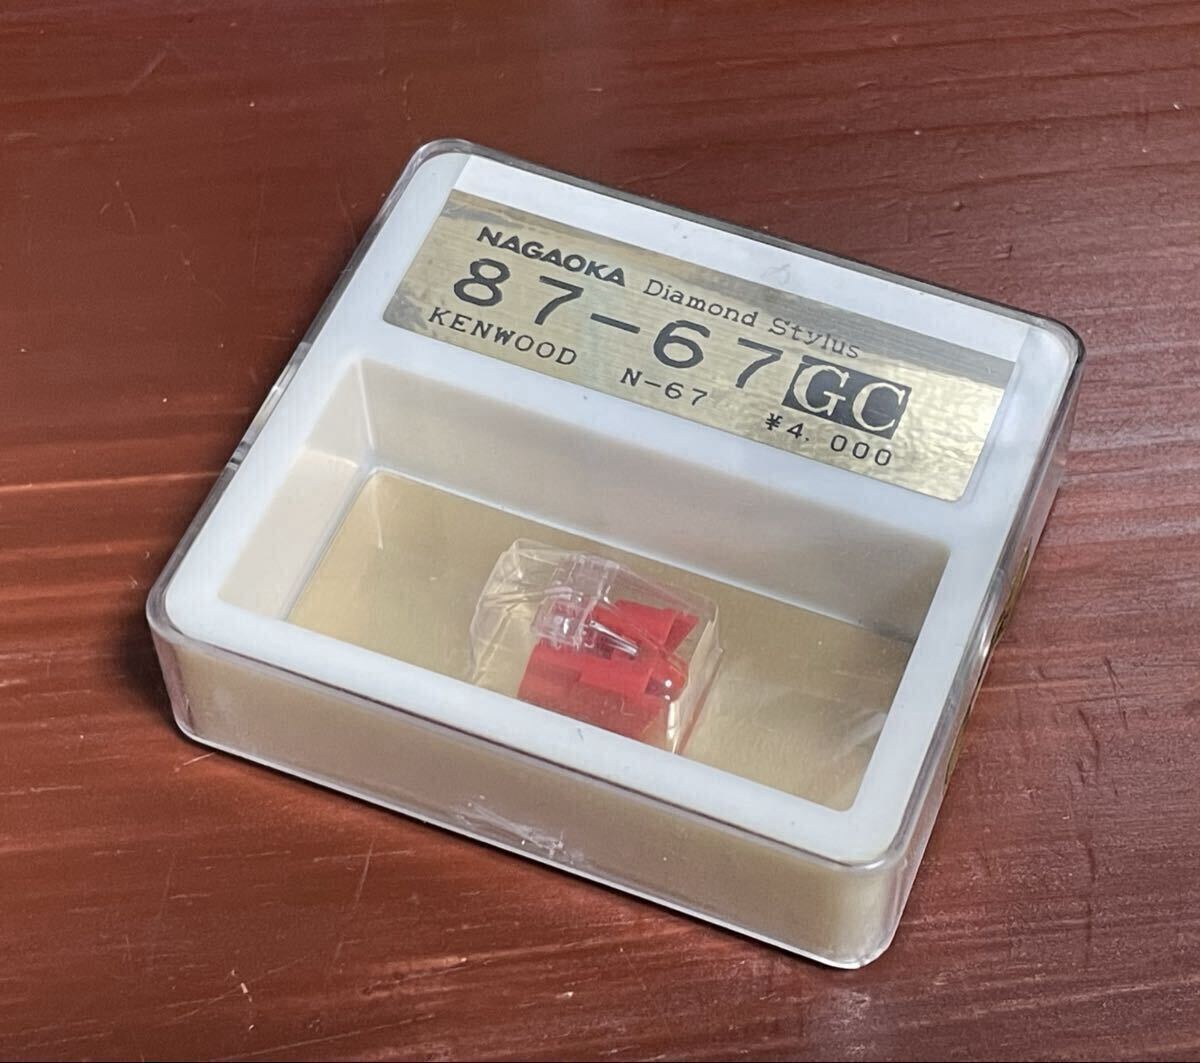 NAGAOKA Diamond Stylus
87-67 GC
KENWOOD N-67 ¥4,000